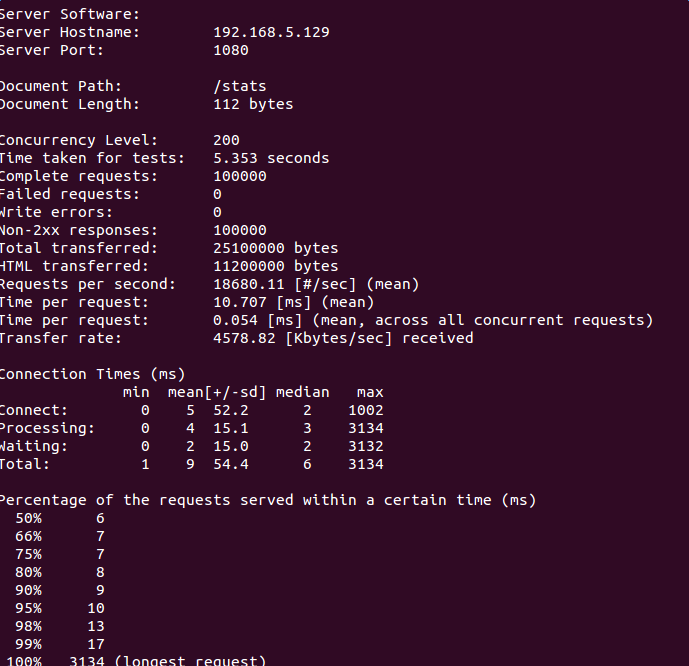 Server Software:
Server Hostname:        192.168.5.129
Server Port:            1080

Document Path:          /stats
Document Length:        112 bytes

Concurrency Level:      200
Time taken for tests:   5.353 seconds
Complete requests:      100000
Failed requests:        0
Write errors:           0
Non-2xx responses:      100000
Total transferred:      25100000 bytes
HTML transferred:       11200000 bytes
Requests per second:    18680.11 [#/sec] (mean)
Time per request:       10.707 [ms] (mean)
Time per request:       0.054 [ms] (mean, across all concurrent requests)
Transfer rate:          4578.82 [Kbytes/sec] received

Connection Times (ms)
              min  mean[+/-sd] median   max
Connect:        0    5  52.2      2    1002
Processing:     0    4  15.1      3    3134
Waiting:        0    2  15.0      2    3132
Total:          1    9  54.4      6    3134

Percentage of the requests served within a certain time (ms)
  50%      6
  66%      7
  75%      7
  80%      8
  90%      9
  95%     10
  98%     13
  99%     17
 100%   3134 (longest request)